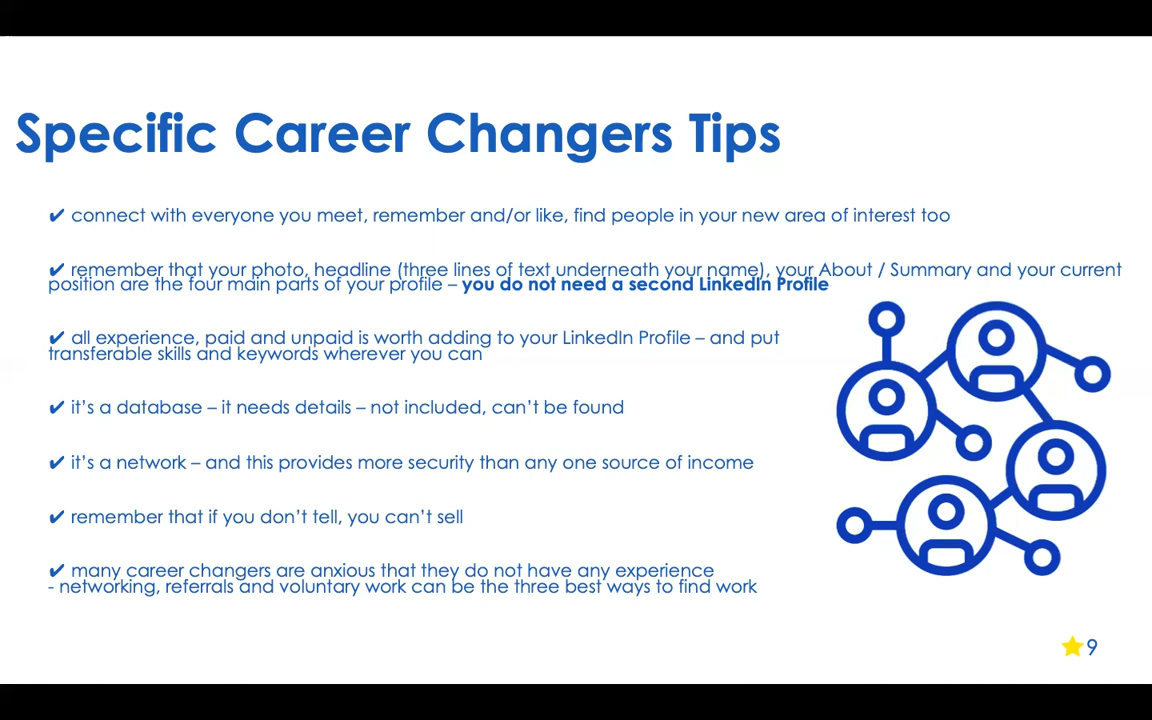 Specific Career Changers Tips
✔ connect with everyone you meet, remember and/or like, find people in your new area of interest too
✔ remember that your photo, headline (three lines of text underneath your name), your About / Summary and your current
position are the four main parts of your profile – you do not need a second LinkedIn Profile
✔ all experience, paid and unpaid is worth adding to your LinkedIn Profile – and put
transferable skills and keywords wherever you can
✔ it's a database – it needs details – not included, can't be found
✔ it's a network – and this provides more security than any one source of income
✔ remember that if you don't tell, you can't sell
✔ many career changers are anxious that they do not have any experience
- networking, referrals and voluntary work can be the three best ways to find work
9